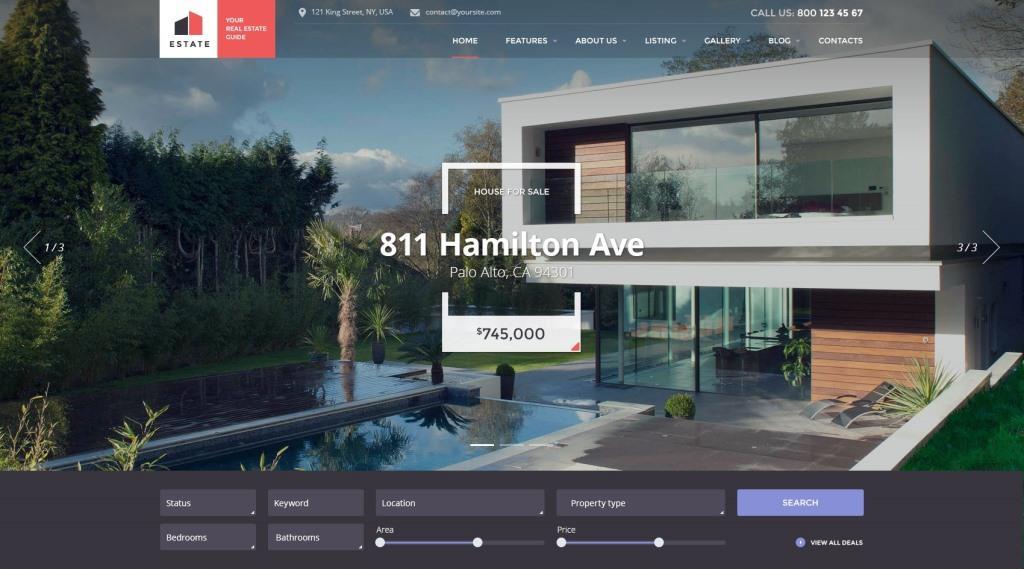 ESTATE
YOUR
REAL ESTATE
GUIDE
121 King Street, NY, USA
contact@yoursite.com
CALL US: 800 123 45 67
HOME
FEATURES
ABOUT US
LISTING
GALLERY
BLOG
CONTACTS
HOUSE FOR SALE
811 Hamilton Ave
Palo Alto, CA 94301
1/3
3/3
$745,000
Status
Keyword
Location
Property type
SEARCH
Bedrooms
Bathrooms
Area
Price
VIEW ALL DEALS